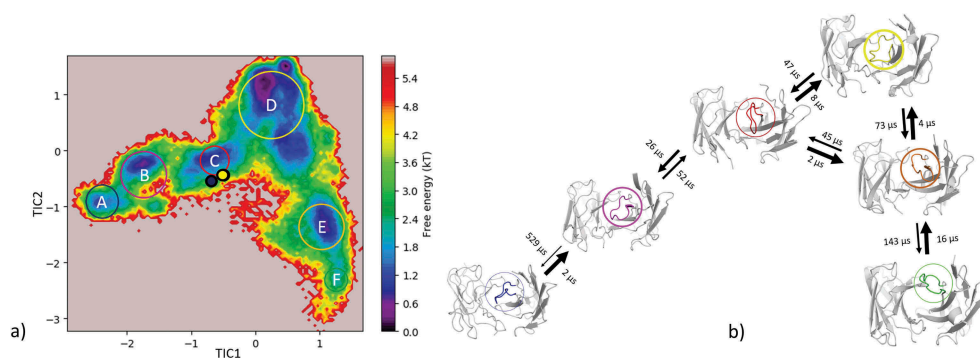 1
0
−1
−2
−3
TIC2
A
B
C
D
E
F
−2
−1
0
1
TIC1
5.4
4.8
4.2
3.6
3.0
2.4
1.8
1.2
0.6
0.0
Free energy (kT)
a)
529 µs
2 µs
26 µs
52 µs
47 µs
8 µs
45 µs
2 µs
73 µs
4 µs
143 µs
16 µs
b)